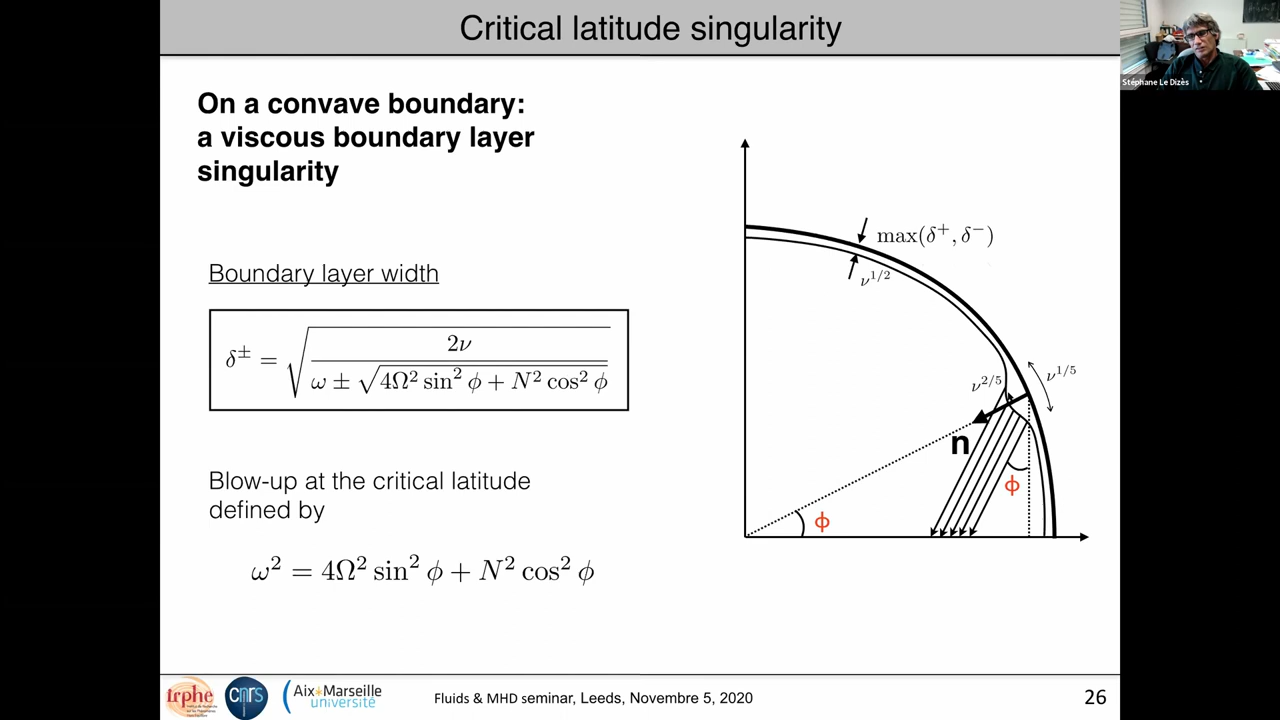 Critical latitude singularity
Stéphane Le Dizès
On a convave boundary:
a viscous boundary layer
singularity
max(δ⁺, δ⁻)
ν^{1/2}
Boundary layer width
δ^± = √(2ν / (ω ± √(4Ω² sin² φ + N² cos² φ)))
ν^{2/5}
ν^{1/5}
n
ϕ
ϕ
Blow-up at the critical latitude
defined by
ω² = 4Ω² sin² φ + N² cos² φ
irphe
cnrs
Aix*Marseille
université
Fluids & MHD seminar, Leeds, Novembre 5, 2020
26